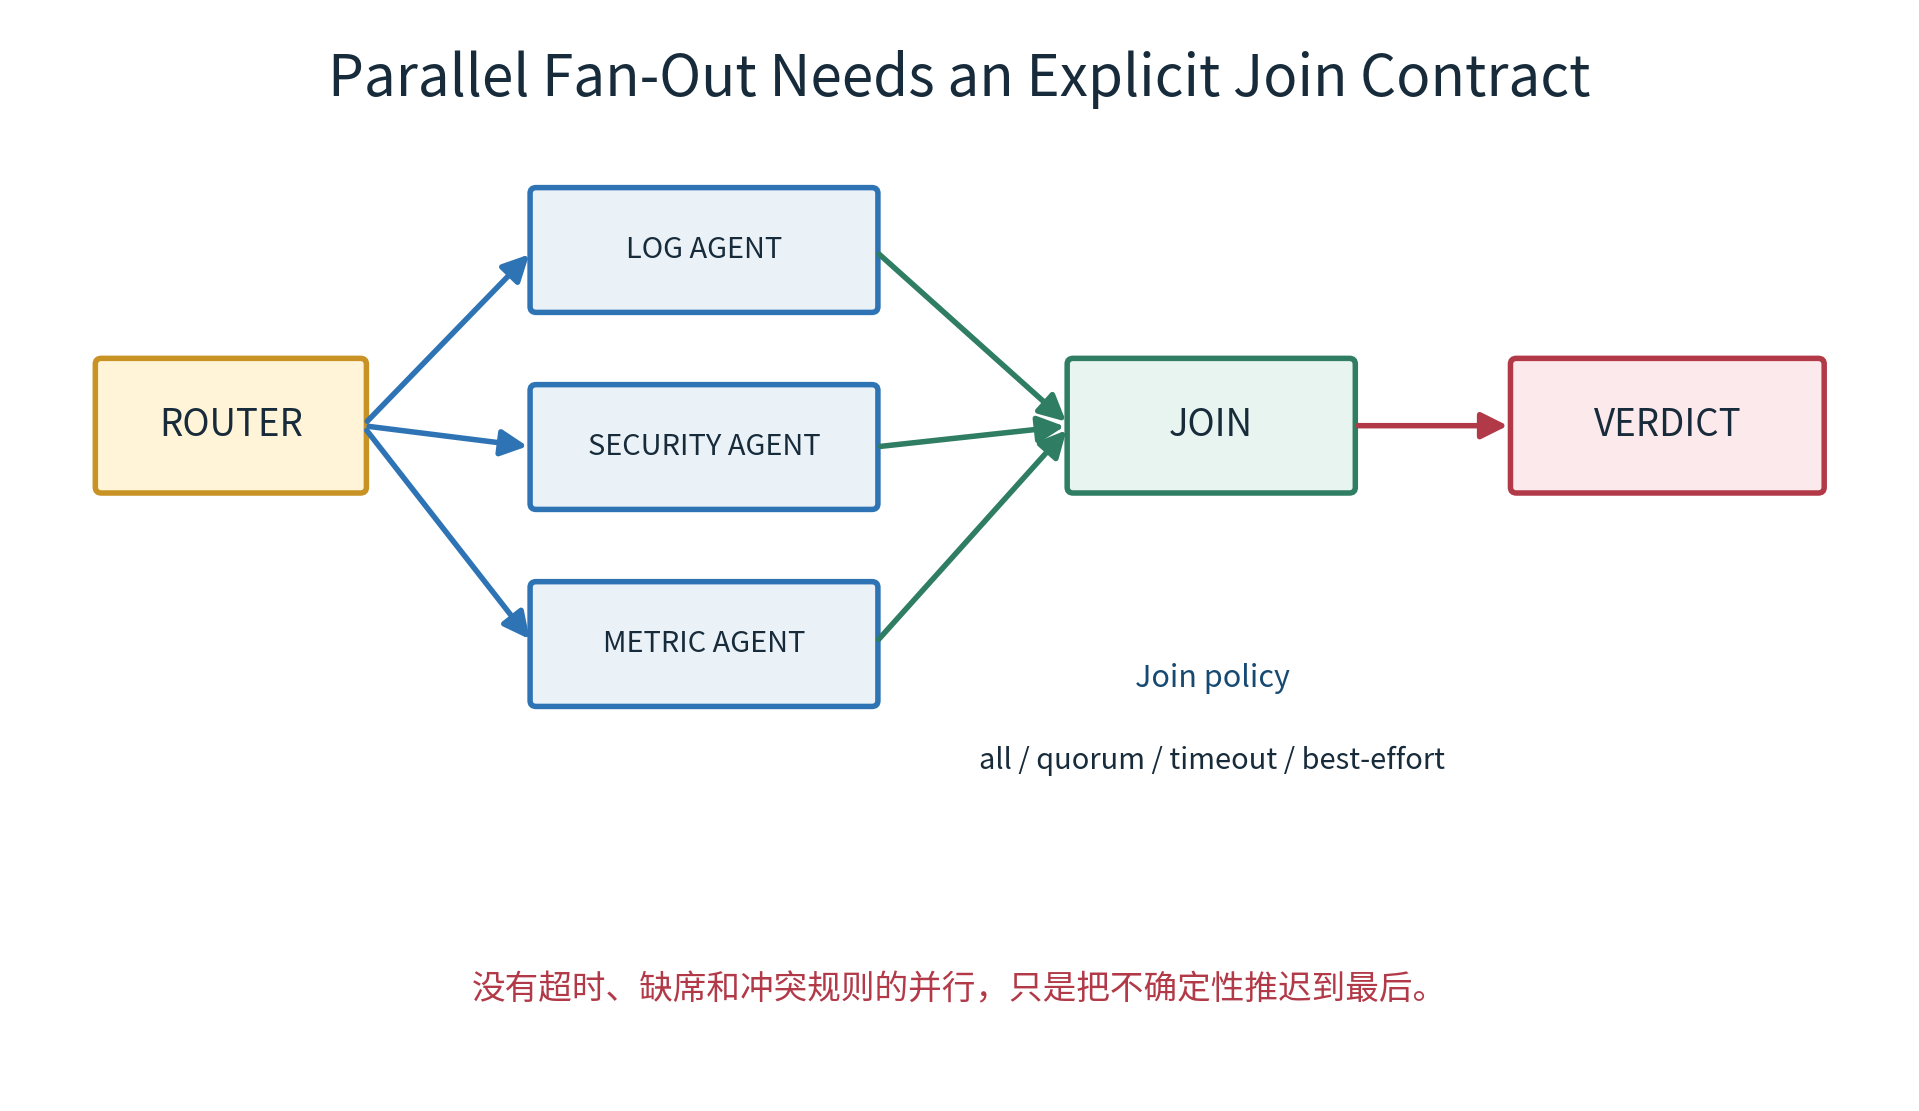 Parallel Fan-Out Needs an Explicit Join Contract
LOG AGENT
ROUTER
SECURITY AGENT
JOIN
VERDICT
METRIC AGENT
Join policy
all / quorum / timeout / best-effort
没有超时、缺席和冲突规则的并行，只是把不确定性推迟到最后。